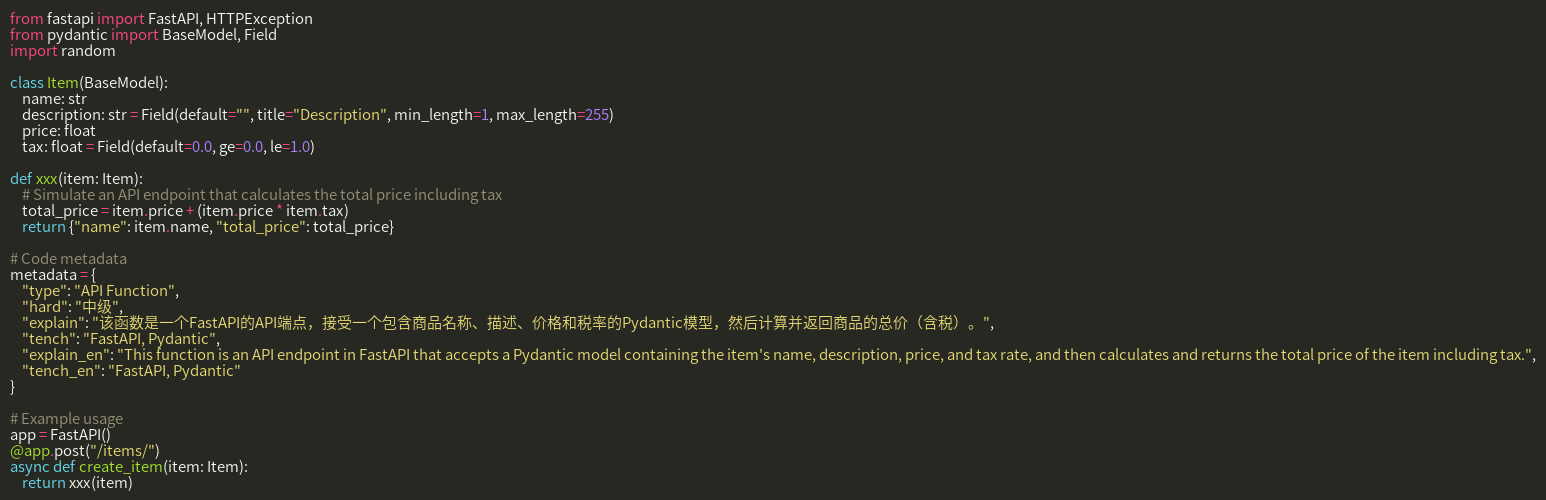 from fastapi import FastAPI, HTTPException
from pydantic import BaseModel, Field
import random

class Item(BaseModel):
    name: str
    description: str = Field(default="", title="Description", min_length=1, max_length=255)
    price: float
    tax: float = Field(default=0.0, ge=0.0, le=1.0)

def xxx(item: Item):
    # Simulate an API endpoint that calculates the total price including tax
    total_price = item.price + (item.price * item.tax)
    return {"name": item.name, "total_price": total_price}

# Code metadata
metadata = {
    "type": "API Function",
    "hard": "中级",
    "explain": "该函数是一个FastAPI的API端点，接受一个包含商品名称、描述、价格和税率的Pydantic模型，然后计算并返回商品的总价（含税）。",
    "tench": "FastAPI, Pydantic",
    "explain_en": "This function is an API endpoint in FastAPI that accepts a Pydantic model containing the item's name, description, price, and tax rate, and then calculates and returns the total price of the item including tax.",
    "tench_en": "FastAPI, Pydantic"
}

# Example usage
app = FastAPI()
@app.post("/items/")
async def create_item(item: Item):
    return xxx(item)